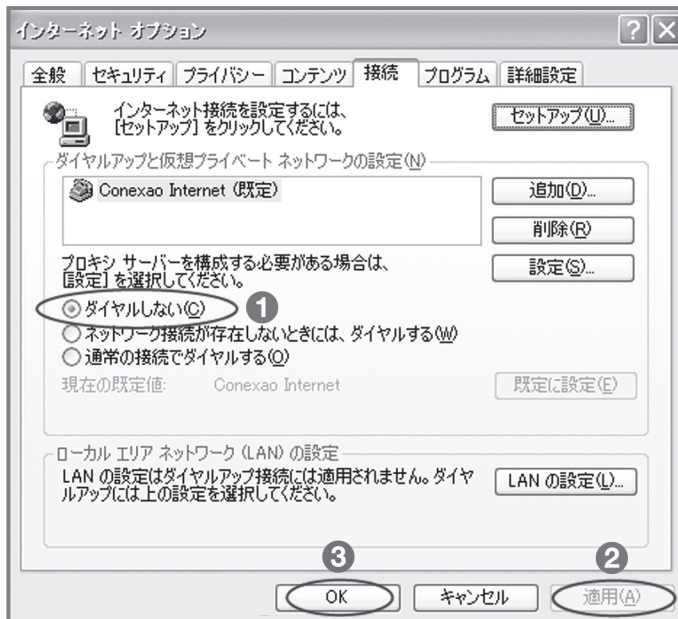 インターネット オプション
全般 セキュリティ プライバシー コンテンツ 接続 プログラム 詳細設定
インターネット接続を設定するには、
[セットアップ] をクリックしてください。
セットアップ(U)...
ダイヤルアップと仮想プライベート ネットワークの設定(N)
Conexao Internet (既定)
追加(D)...
削除(R)
プロキシ サーバーを構成する必要がある場合は、
[設定] を選択してください。
設定(S)...
ダイヤルしない(C) 1
ネットワーク接続が存在しないときには、ダイヤルする(W)
通常の接続でダイヤルする(O)
現在の既定値: Conexao Internet 既定に設定(E)
ローカル エリア ネットワーク (LAN) の設定
LAN の設定はダイヤルアップ接続には適用されません。ダイヤ
ルアップには上の設定を選択してください。
LAN の設定(L)...
3 2
OK キャンセル 適用(A)